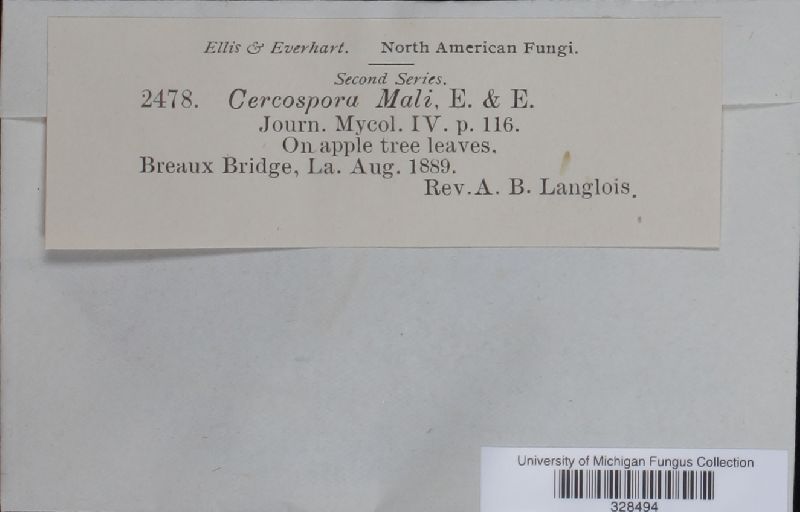 Ellis & Everhart. North American Fungi.
Second Series.
2478. Cercospora Mali, E. & E.
Journ. Mycol. IV. p. 116.
On apple tree leaves.
Breaux Bridge, La. Aug. 1889.
Rev. A. B. Langlois.
University of Michigan Fungus Collection
328494